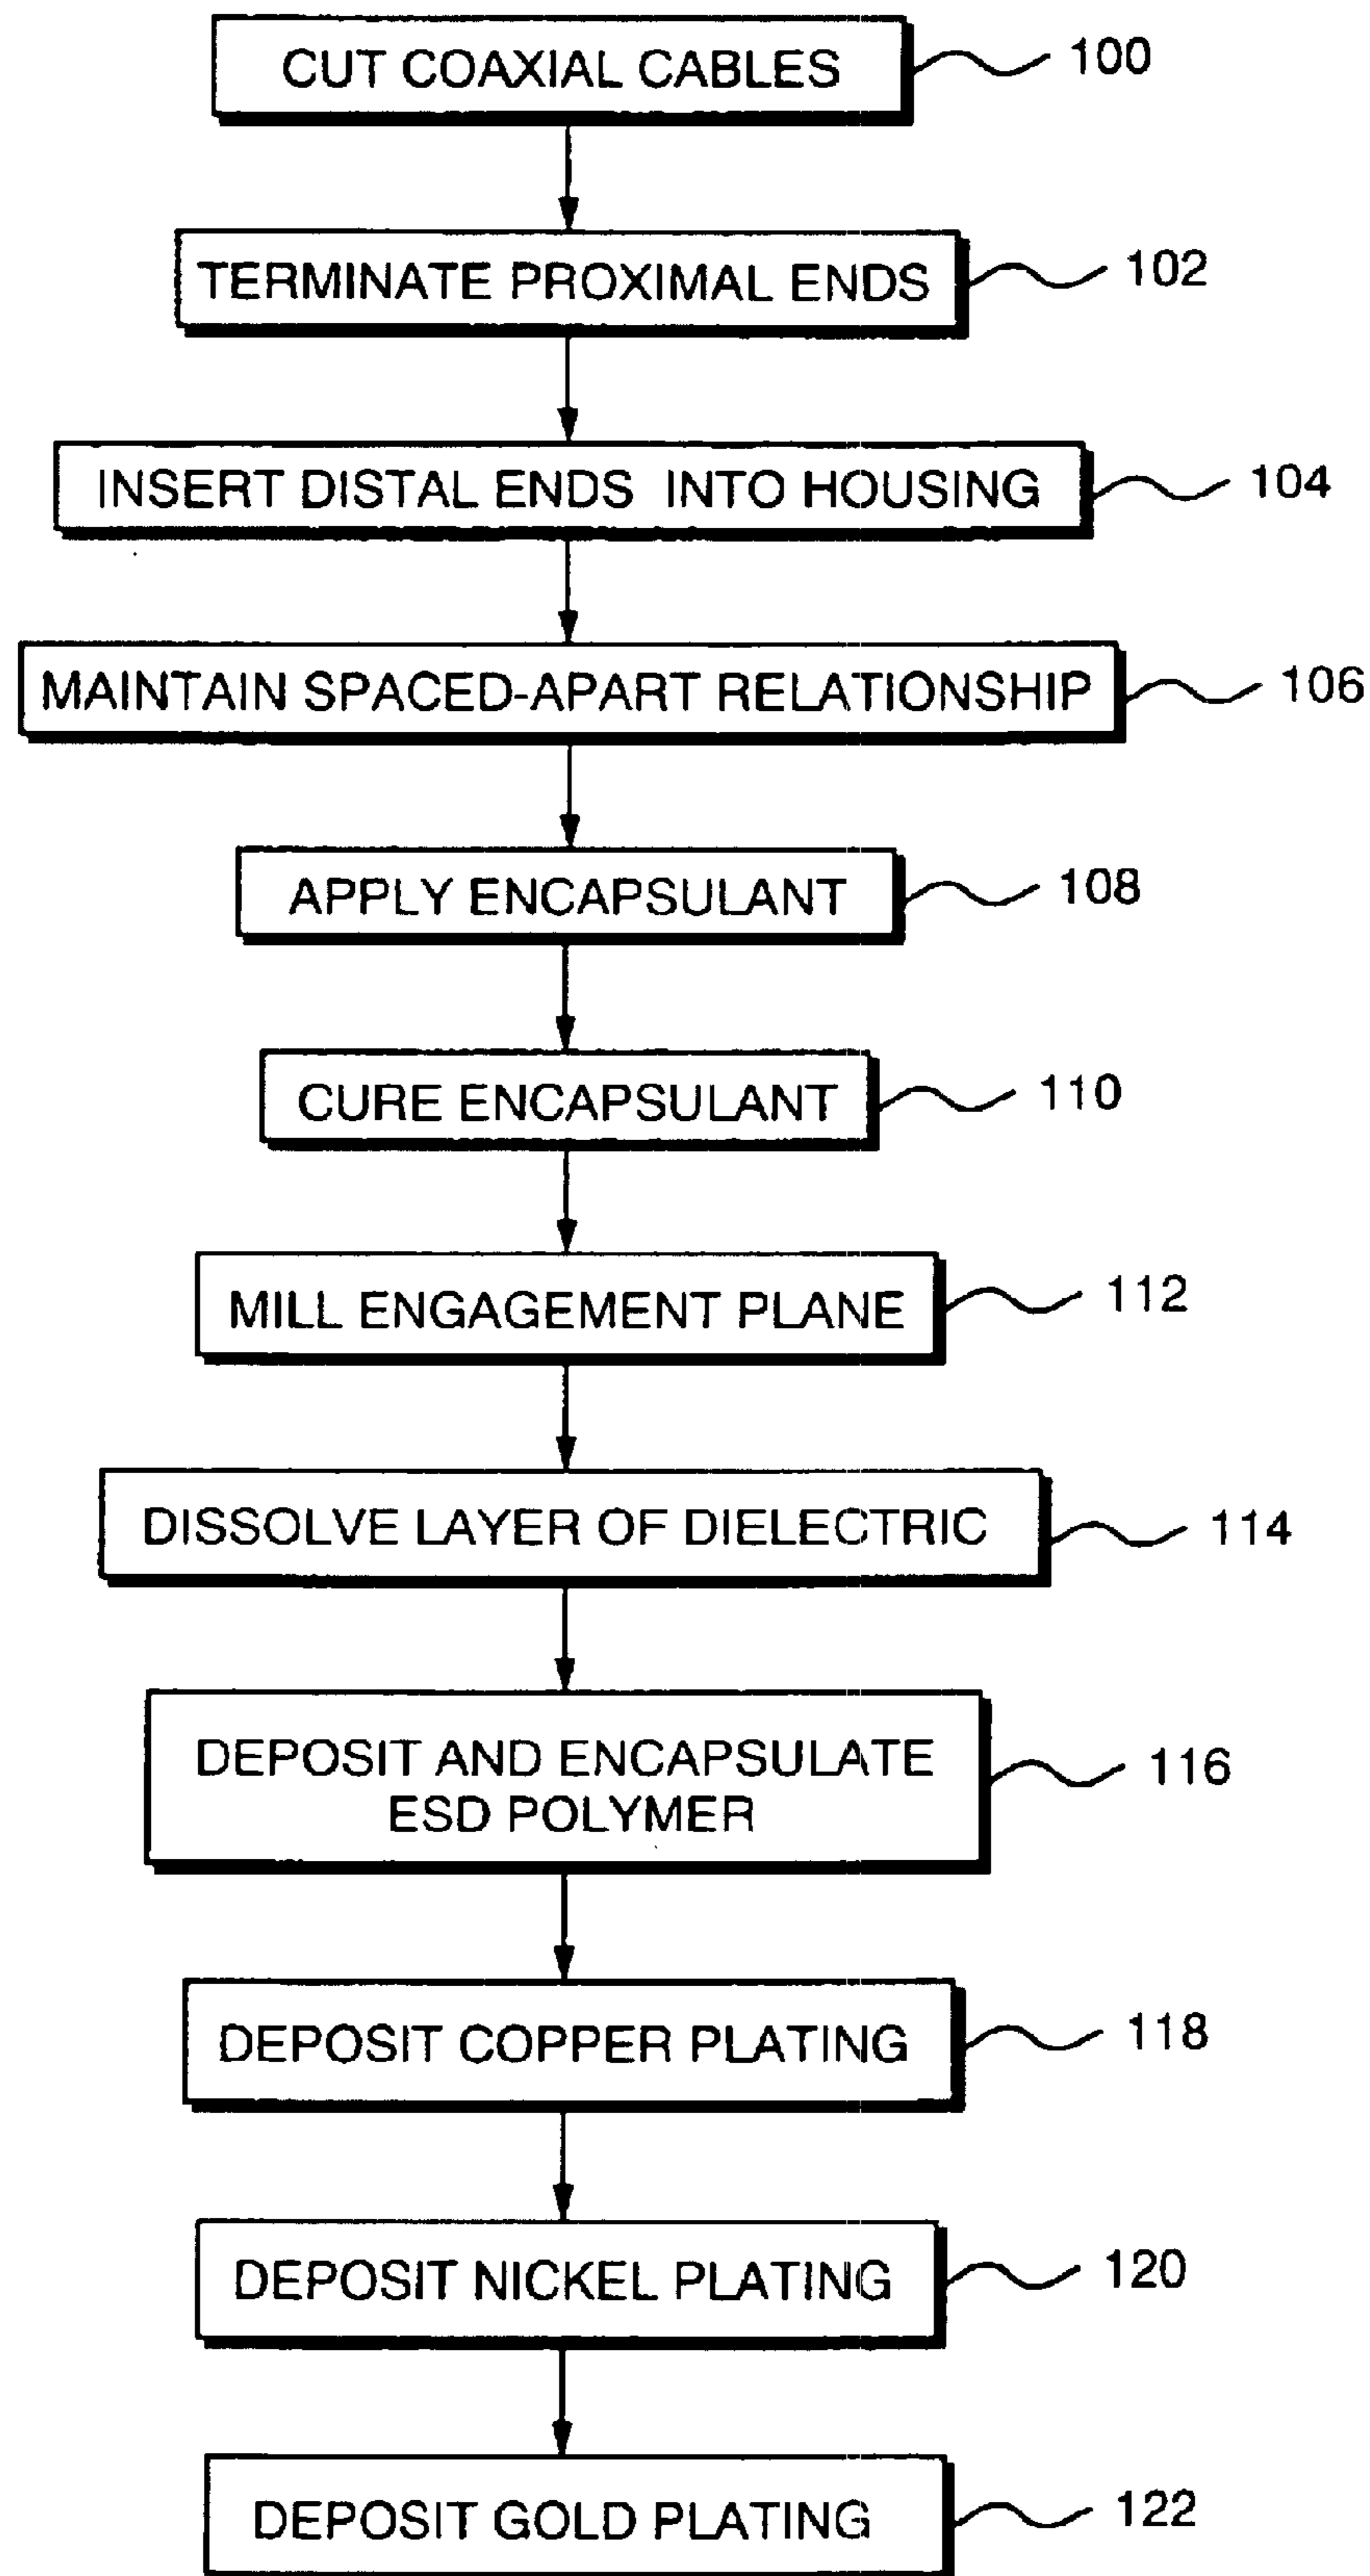 CUT COAXIAL CABLES 100
TERMINATE PROXIMAL ENDS 102
INSERT DISTAL ENDS INTO HOUSING 104
MAINTAIN SPACED-APART RELATIONSHIP 106
APPLY ENCAPSULANT 108
CURE ENCAPSULANT 110
MILL ENGAGEMENT PLANE 112
DISSOLVE LAYER OF DIELECTRIC 114
DEPOSIT AND ENCAPSULATE
ESD POLYMER 116
DEPOSIT COPPER PLATING 118
DEPOSIT NICKEL PLATING 120
DEPOSIT GOLD PLATING 122